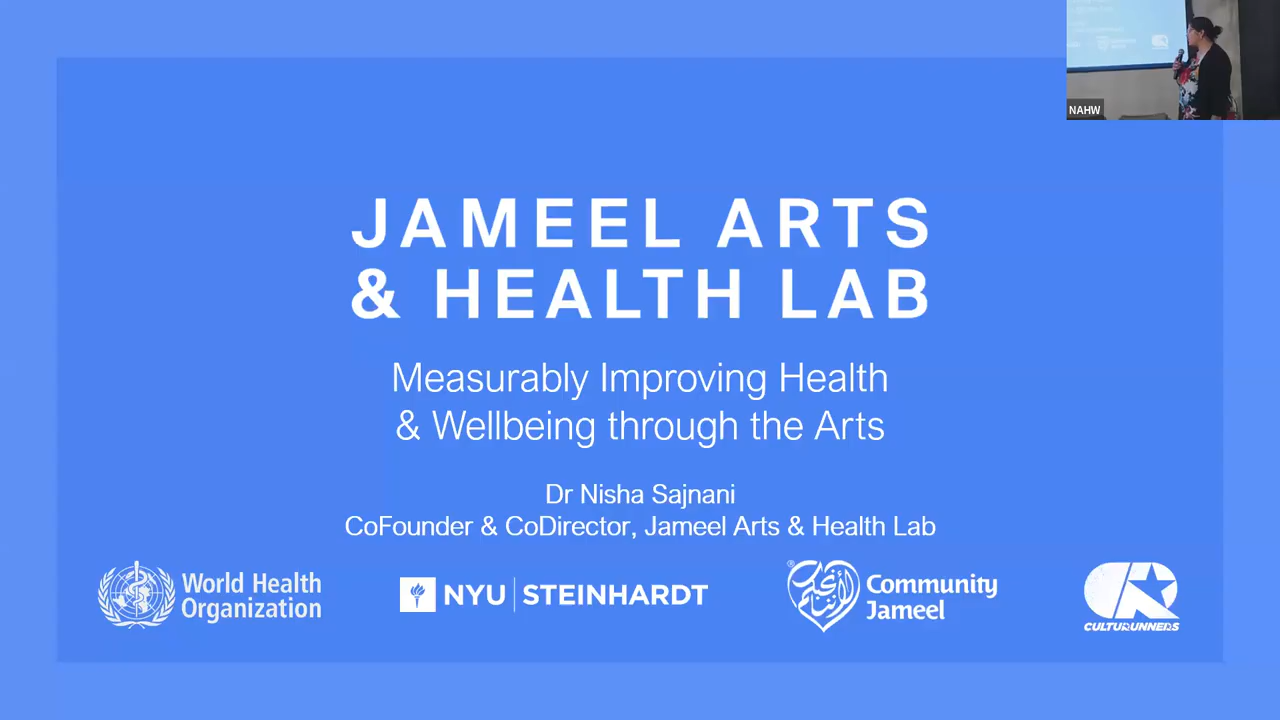 NAHW
JAMEEL ARTS
& HEALTH LAB
Measurably Improving Health
& Wellbeing through the Arts
Dr Nisha Sajnani
CoFounder & CoDirector, Jameel Arts & Health Lab
World Health
Organization
NYU | STEINHARDT
Community
Jameel
CULTURUNNERS